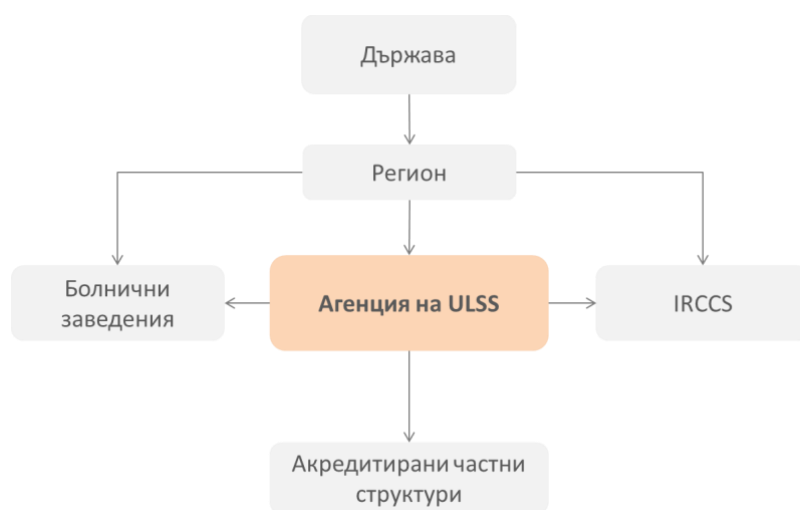 Държава
Регион
Болнични
заведения
Агенция на ULSS
IRCCS
Акредитирани частни
структури